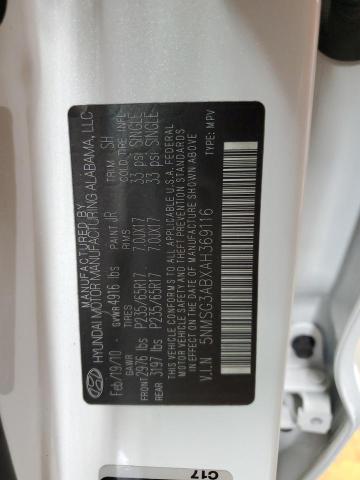 MANUFACTURED BY
HYUNDAI MOTOR MANUFACTURING ALABAMA, LLC
Feb/19/10 GVWR 4916 lbs PAINT JR TRIM SH
GAWR RIMS COLD TIRE INF.
FRONT 2976 lbs P235/65R17 7.0JX17 33 psi SINGLE
REAR 3197 lbs P235/65R17 7.0JX17 33 psi SINGLE
THIS VEHICLE CONFORMS TO ALL APPLICABLE U.S.A. FEDERAL
MOTOR VEHICLE SAFETY, AND THEFT PREVENTION STANDARDS
IN EFFECT ON THE DATE OF MANUFACTURE SHOWN ABOVE.
V.I.N 5NMSG3ABXAH369116 TYPE: MPV
C17